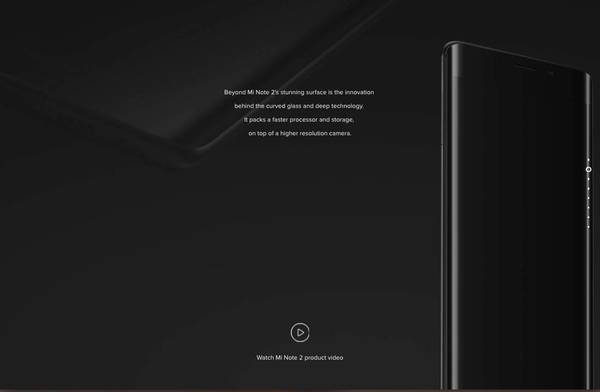 Beyond Mi Note 2's stunning surface is the innovation
behind the curved glass and deep technology.
It packs a faster processor and storage,
on top of a higher resolution camera.
Watch Mi Note 2 product video